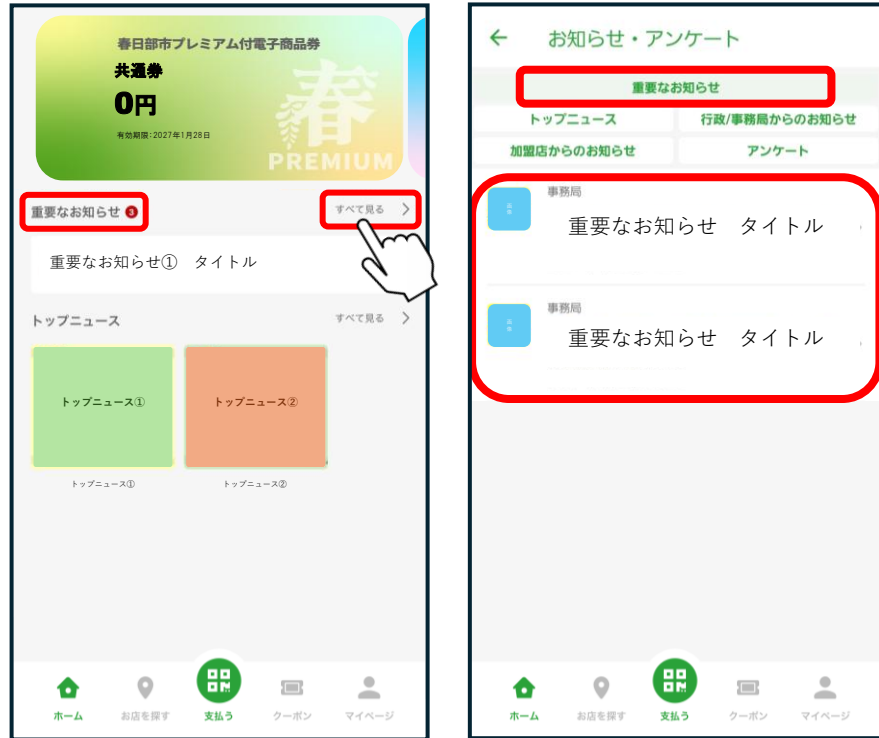 春日部市プレミアム付電子商品券
共通券
0円
有効期限:2027年1月28日
春
PREMIUM
重要なお知らせ 3
すべて見る
重要なお知らせ① タイトル
トップニュース
すべて見る
トップニュース①
トップニュース②
トップニュース①
トップニュース②
ホーム
お店を探す
支払う
クーポン
マイページ
お知らせ・アンケート
重要なお知らせ
トップニュース
行政/事務局からのお知らせ
加盟店からのお知らせ
アンケート
事務局
重要なお知らせ タイトル
事務局
重要なお知らせ タイトル
ホーム
お店を探す
支払う
クーポン
マイページ